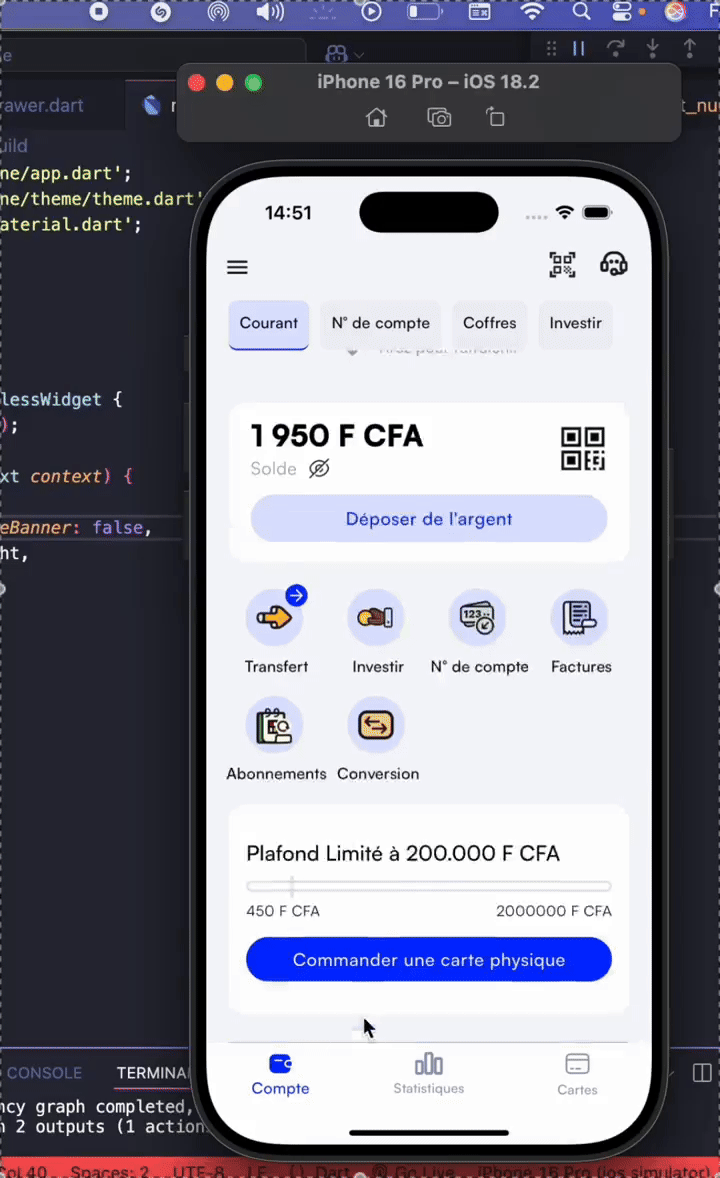 e
iPhone 16 Pro – iOS 18.2
rawer.dart
uild
ne/app.dart';
ne/theme/theme.dart'
aterial.dart';
14:51
Courant
N° de compte
Coffres
Investir
lessWidget {
);
xt context) {
eBanner: false,
ht,
1 950 F CFA
Solde
Déposer de l'argent
Transfert
Investir
N° de compte
Factures
Abonnements
Conversion
Plafond Limité à 200.000 F CFA
450 F CFA
2000000 F CFA
Commander une carte physique
Compte
Statistiques
Cartes
CONSOLE
TERMINA
ncy graph completed,
n 2 outputs (1 action
Col 40 Spaces: 2 UTF-8 LF {} Dart Go Live iPhone 16 Pro (ios simulator)